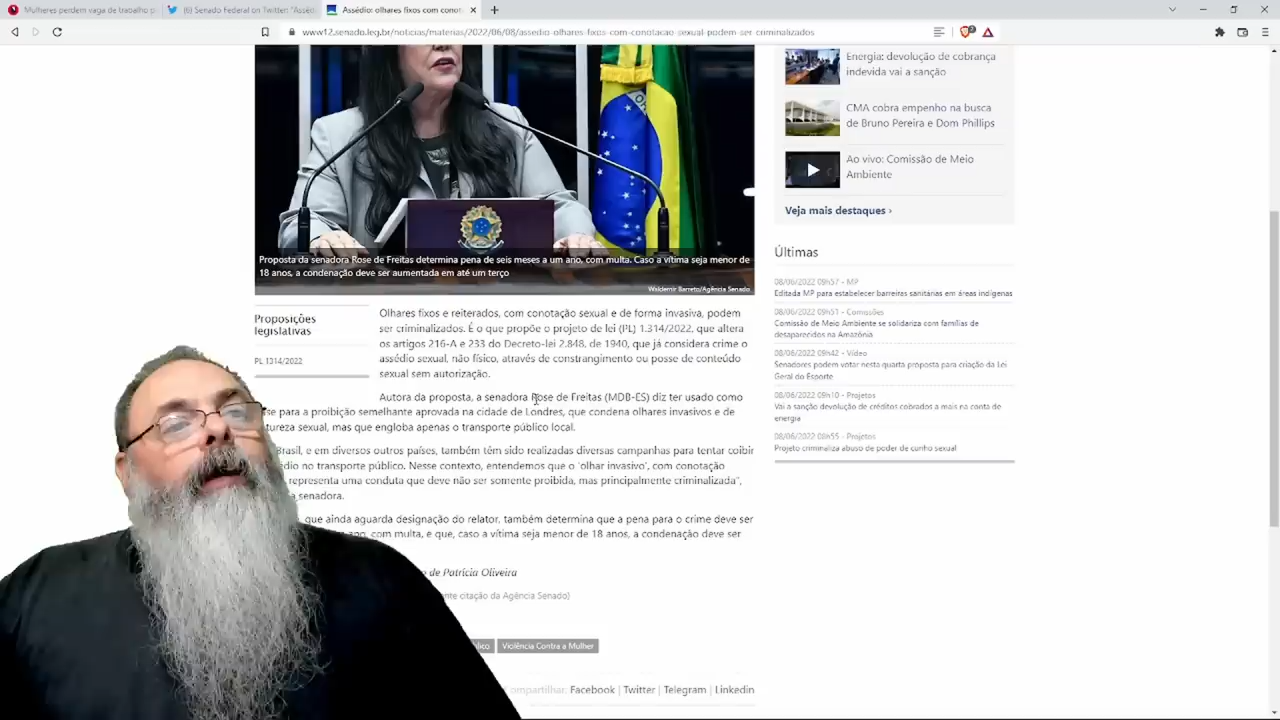 Mulheres perdem vaga de trabalho p
(6) Senado Federal on Twitter: "Assédi
Assédio: olhares fixos com conot
www12.senado.leg.br/noticias/materias/2022/06/08/assedio-olhares-fixos-com-conotacao-sexual-podem-ser-criminalizados
Proposta da senadora Rose de Freitas determina pena de seis meses a um ano, com multa. Caso a vítima seja menor de
18 anos, a condenação deve ser aumentada em até um terço
Waldemir Barreto/Agência Senado
Proposições
legislativas
PL 1314/2022
Olhares fixos e reiterados, com conotação sexual e de forma invasiva, podem
ser criminalizados. É o que propõe o projeto de lei (PL) 1.314/2022, que altera
os artigos 216-A e 233 do Decreto-lei 2.848, de 1940, que já considera crime o
assédio sexual, não físico, através de constrangimento ou posse de conteúdo
sexual sem autorização.
Autora da proposta, a senadora Rose de Freitas (MDB-ES) diz ter usado como
se para a proibição semelhante aprovada na cidade de Londres, que condena olhares invasivos e de
tureza sexual, mas que engloba apenas o transporte público local.
Brasil, e em diversos outros países, também têm sido realizadas diversas campanhas para tentar coibir
édio no transporte público. Nesse contexto, entendemos que o 'olhar invasivo', com conotação
representa uma conduta que deve não ser somente proibida, mas principalmente criminalizada",
a senadora.
que ainda aguarda designação do relator, também determina que a pena para o crime deve ser
ano, com multa, e que, caso a vítima seja menor de 18 anos, a condenação deve ser
o de Patrícia Oliveira
nte citação da Agência Senado)
blico
Violência Contra a Mulher
ompartilhar: Facebook | Twitter | Telegram | Linkedin
Energia: devolução de cobrança
indevida vai a sanção
CMA cobra empenho na busca
de Bruno Pereira e Dom Phillips
Ao vivo: Comissão de Meio
Ambiente
Veja mais destaques ›
Últimas
08/06/2022 09h57 - MP
Editada MP para estabelecer barreiras sanitárias em áreas indígenas
08/06/2022 09h51 - Comissões
Comissão de Meio Ambiente se solidariza com famílias de
desaparecidos na Amazônia
08/06/2022 09h42 - Vídeo
Senadores podem votar nesta quarta proposta para criação da Lei
Geral do Esporte
08/06/2022 09h10 - Projetos
Vai a sanção devolução de créditos cobrados a mais na conta de
energia
08/06/2022 08h55 - Projetos
Projeto criminaliza abuso de poder de cunho sexual